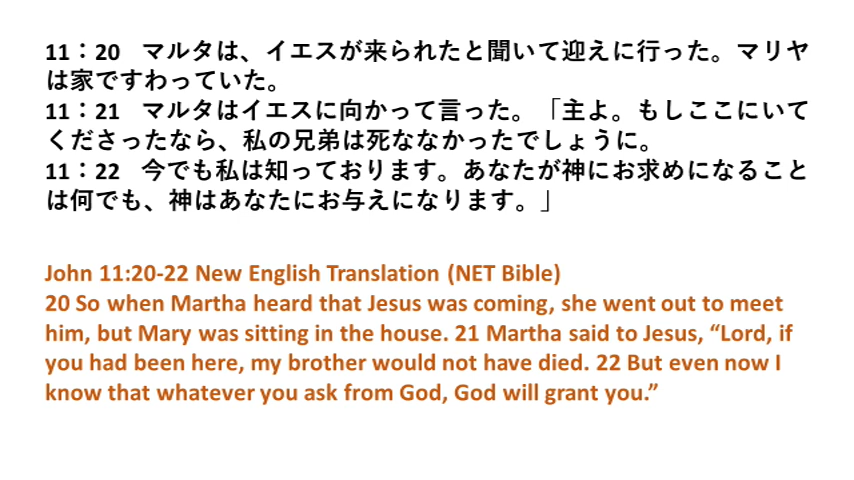 11：20　マルタは、イエスが来られたと聞いて迎えに行った。マリヤ
は家ですわっていた。
11：21　マルタはイエスに向かって言った。「主よ。もしここにいて
くださったなら、私の兄弟は死ななかったでしょうに。
11：22　今でも私は知っております。あなたが神にお求めになること
は何でも、神はあなたにお与えになります。」
John 11:20-22 New English Translation (NET Bible)
20 So when Martha heard that Jesus was coming, she went out to meet
him, but Mary was sitting in the house. 21 Martha said to Jesus, “Lord, if
you had been here, my brother would not have died. 22 But even now I
know that whatever you ask from God, God will grant you.”